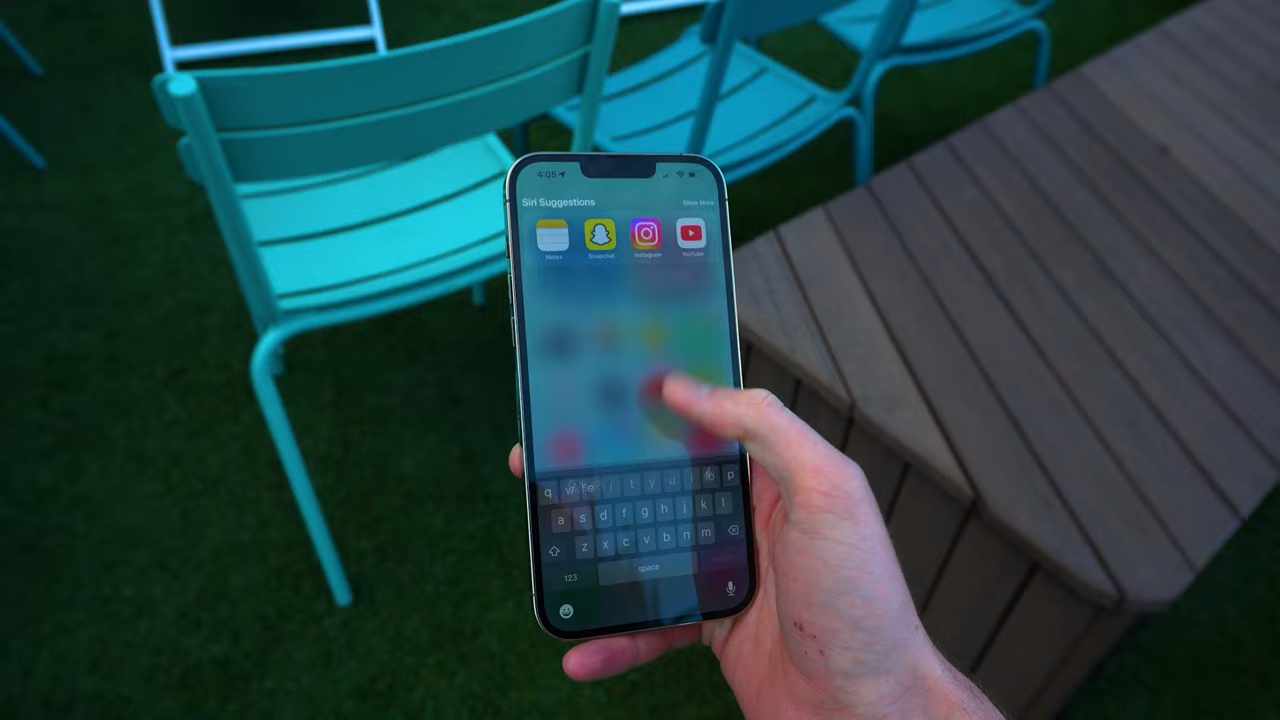 4:05
Siri Suggestions Show More
Notes Snapchat Instagram YouTube
q w r t y u i p
a s d f g h j k l
z x c v b n m
123 space